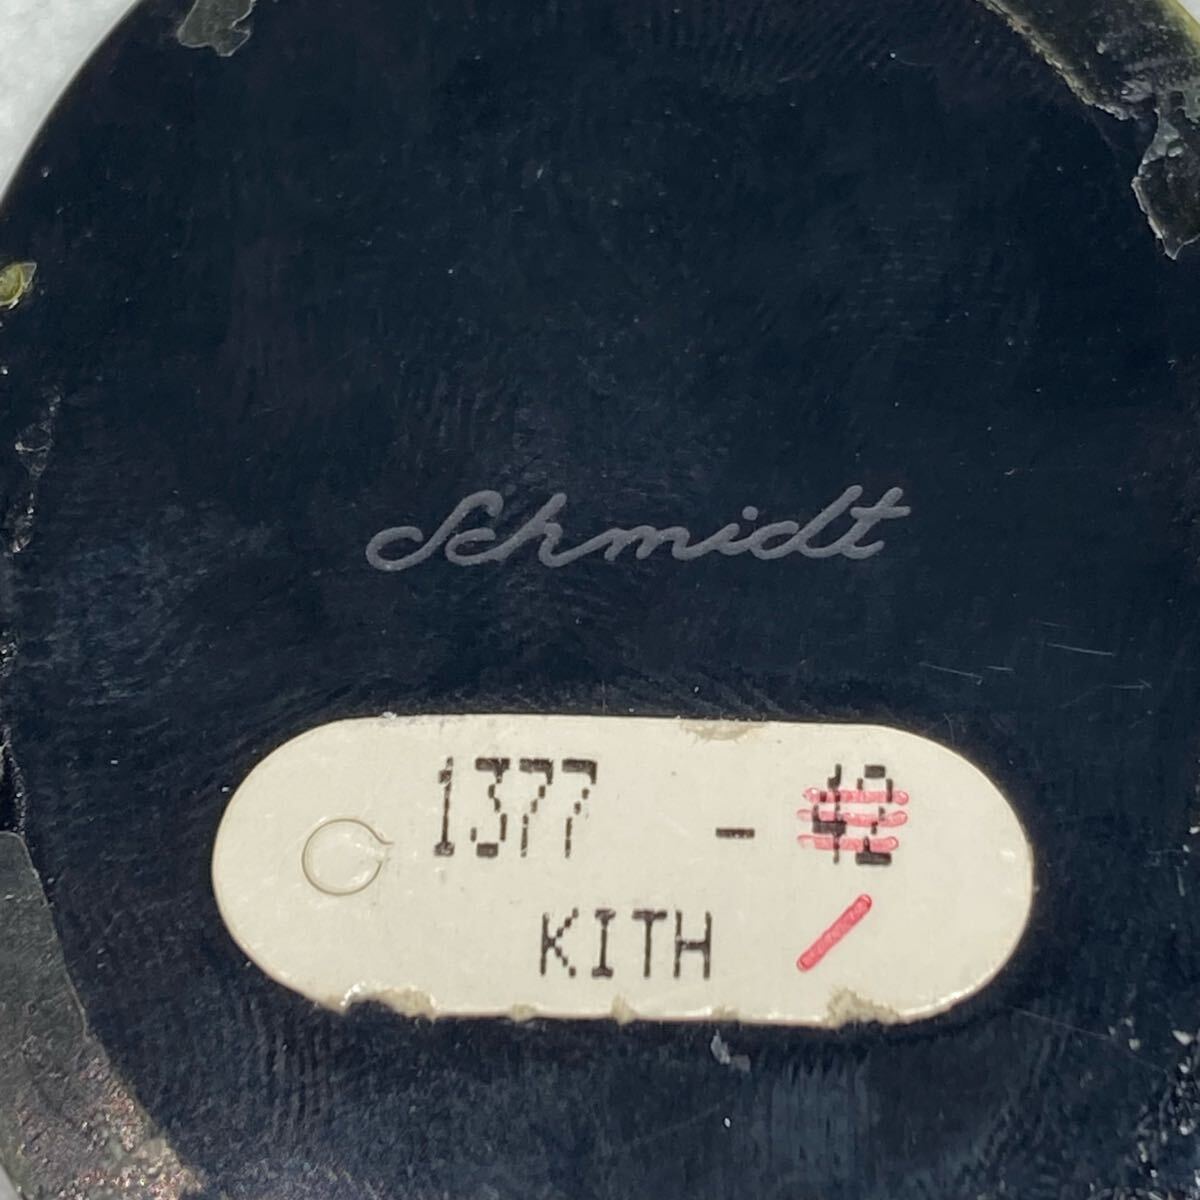 Schmidt
1377 - 42
KITH